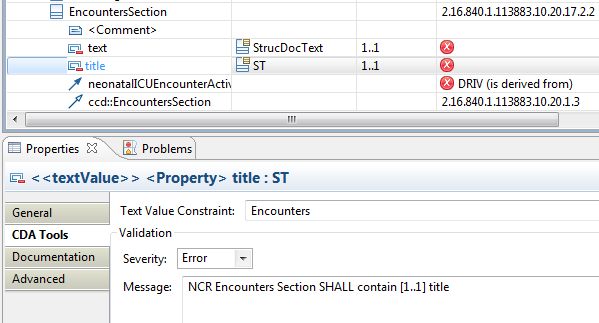 EncountersSection 2.16.840.1.113883.10.20.17.2.2
<Comment>
text StrucDocText 1..1
title ST 1..1
neonatalICUEncounterActiv DRIV (is derived from)
ccd::EncountersSection 2.16.840.1.113883.10.20.1.3
Properties Problems
<<textValue>> <Property> title : ST
General
CDA Tools
Documentation
Advanced
Text Value Constraint: Encounters
Validation
Severity: Error
Message: NCR Encounters Section SHALL contain [1..1] title